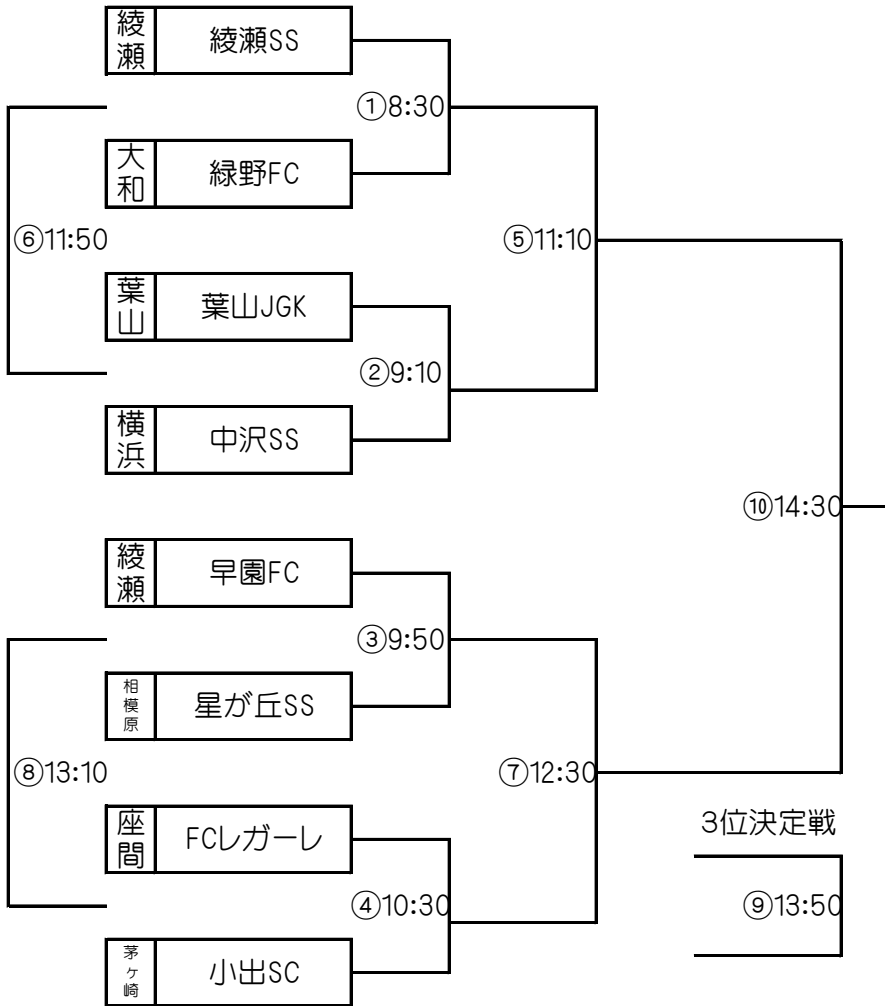 綾瀬 綾瀬SS
①8:30
大和 緑野FC
⑥11:50
⑤11:10
葉山 葉山JGK
②9:10
横浜 中沢SS
⑩14:30
綾瀬 早園FC
③9:50
相模原 星が丘SS
⑧13:10
⑦12:30
座間 FCレガーレ
3位決定戦
④10:30
⑨13:50
茅ヶ崎 小出SC